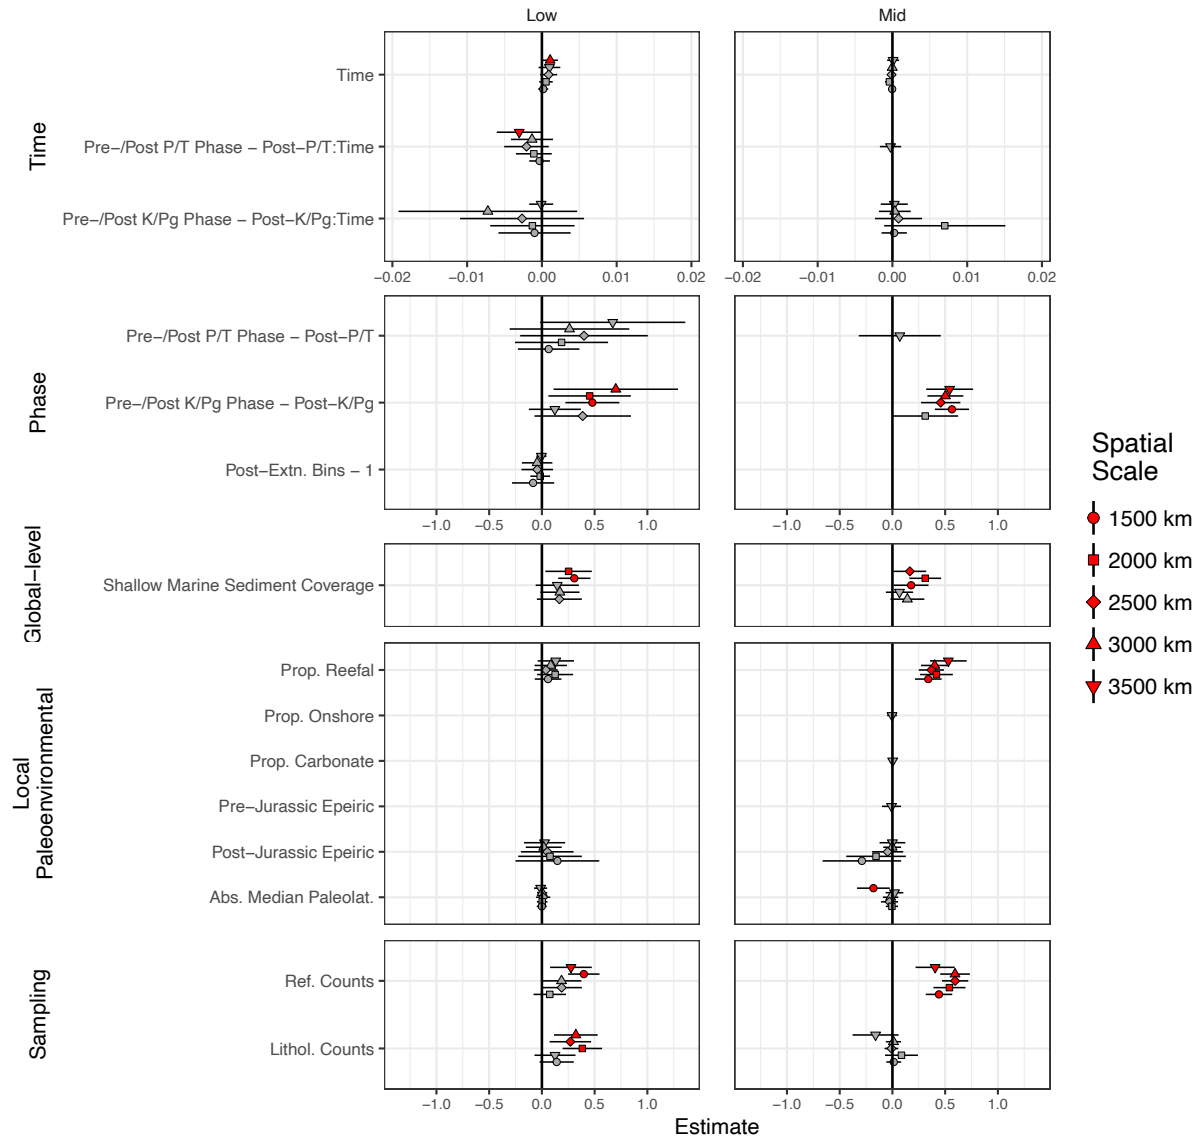 Low
Mid
Time
Time
Pre−/Post P/T Phase − Post−P/T:Time
Pre−/Post K/Pg Phase − Post−K/Pg:Time
−0.02 −0.01 0.00 0.01 0.02
−0.02 −0.01 0.00 0.01 0.02
Phase
Pre−/Post P/T Phase − Post−P/T
Pre−/Post K/Pg Phase − Post−K/Pg
Post−Extn. Bins − 1
−1.0 −0.5 0.0 0.5 1.0
−1.0 −0.5 0.0 0.5 1.0
Global−level
Shallow Marine Sediment Coverage
Local
Paleoenvironmental
Prop. Reefal
Prop. Onshore
Prop. Carbonate
Pre−Jurassic Epeiric
Post−Jurassic Epeiric
Abs. Median Paleolat.
Sampling
Ref. Counts
Lithol. Counts
−1.0 −0.5 0.0 0.5 1.0
−1.0 −0.5 0.0 0.5 1.0
Estimate
Spatial
Scale
1500 km
2000 km
2500 km
3000 km
3500 km